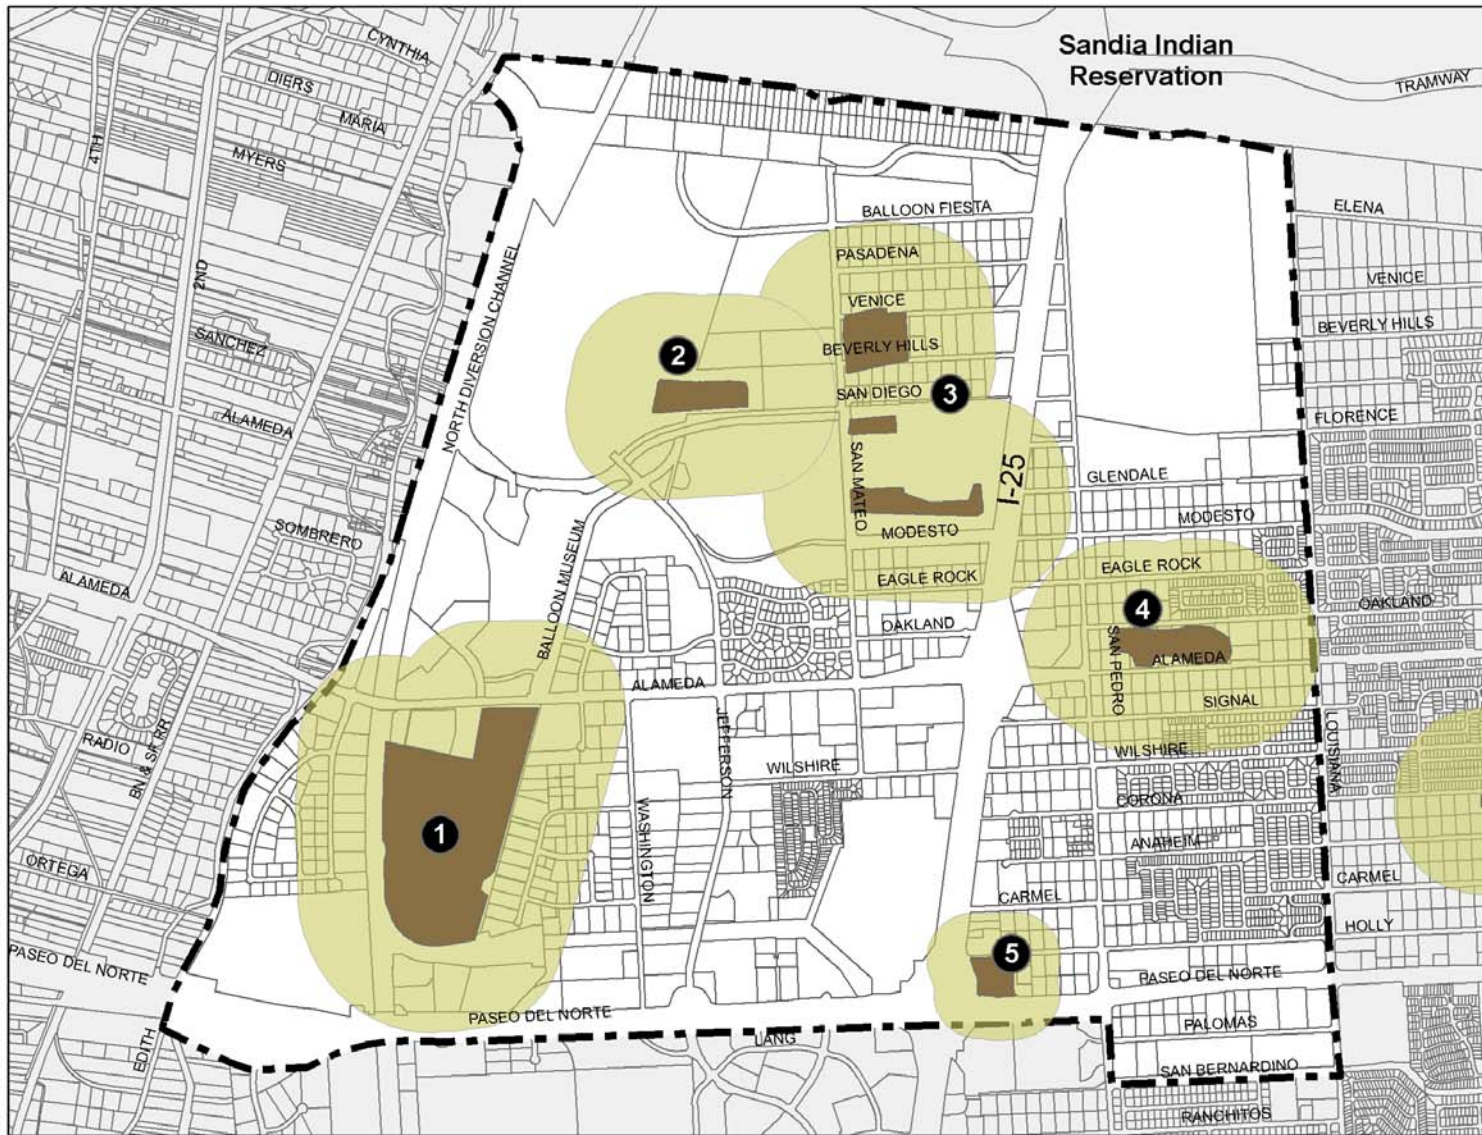 Sandia Indian
Reservation
TRAMWAY
CYNTHIA
DIERS
MARIA
MYERS
4TH
2ND
ELENA
BALLOON FIESTA
PASADENA
VENICE
VENICE
BEVERLY HILLS
BEVERLY HILLS
NORTH DIVERSION CHANNEL
SANCHEZ
2
SAN DIEGO
3
ALAMEDA
FLORENCE
SAN MATEO
I-25
GLENDALE
MODESTO
MODESTO
SOMBRERO
EAGLE ROCK
EAGLE ROCK
ALAMEDA
BALLOON MUSEUM
OAKLAND
4
OAKLAND
SAN PEDRO
ALAMEDA
ALAMEDA
SIGNAL
RADIO
BN & SF RR
JEFFERSON
WILSHIRE
WILSHIRE
LOUISIANA
CORONA
1
WASHINGTON
ANAHEIM
ORTEGA
CARMEL
CARMEL
HOLLY
5
PASEO DEL NORTE
PASEO DEL NORTE
PASEO DEL NORTE
EDITH
LANG
PALOMAS
SAN BERNARDINO
RANCHITOS